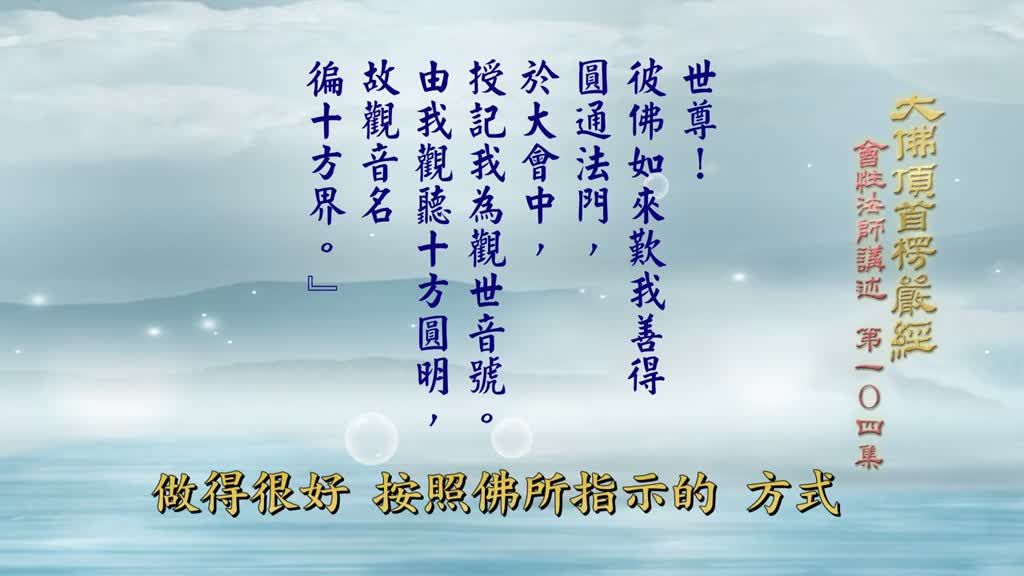 大佛頂首楞嚴經
會性法師講述　第一〇四集
世尊！
彼佛如來歎我善得
圓通法門，
於大會中，
授記我為觀世音號。
由我觀聽十方圓明，
故觀音名
徧十方界。』
做得很好 按照佛所指示的 方式